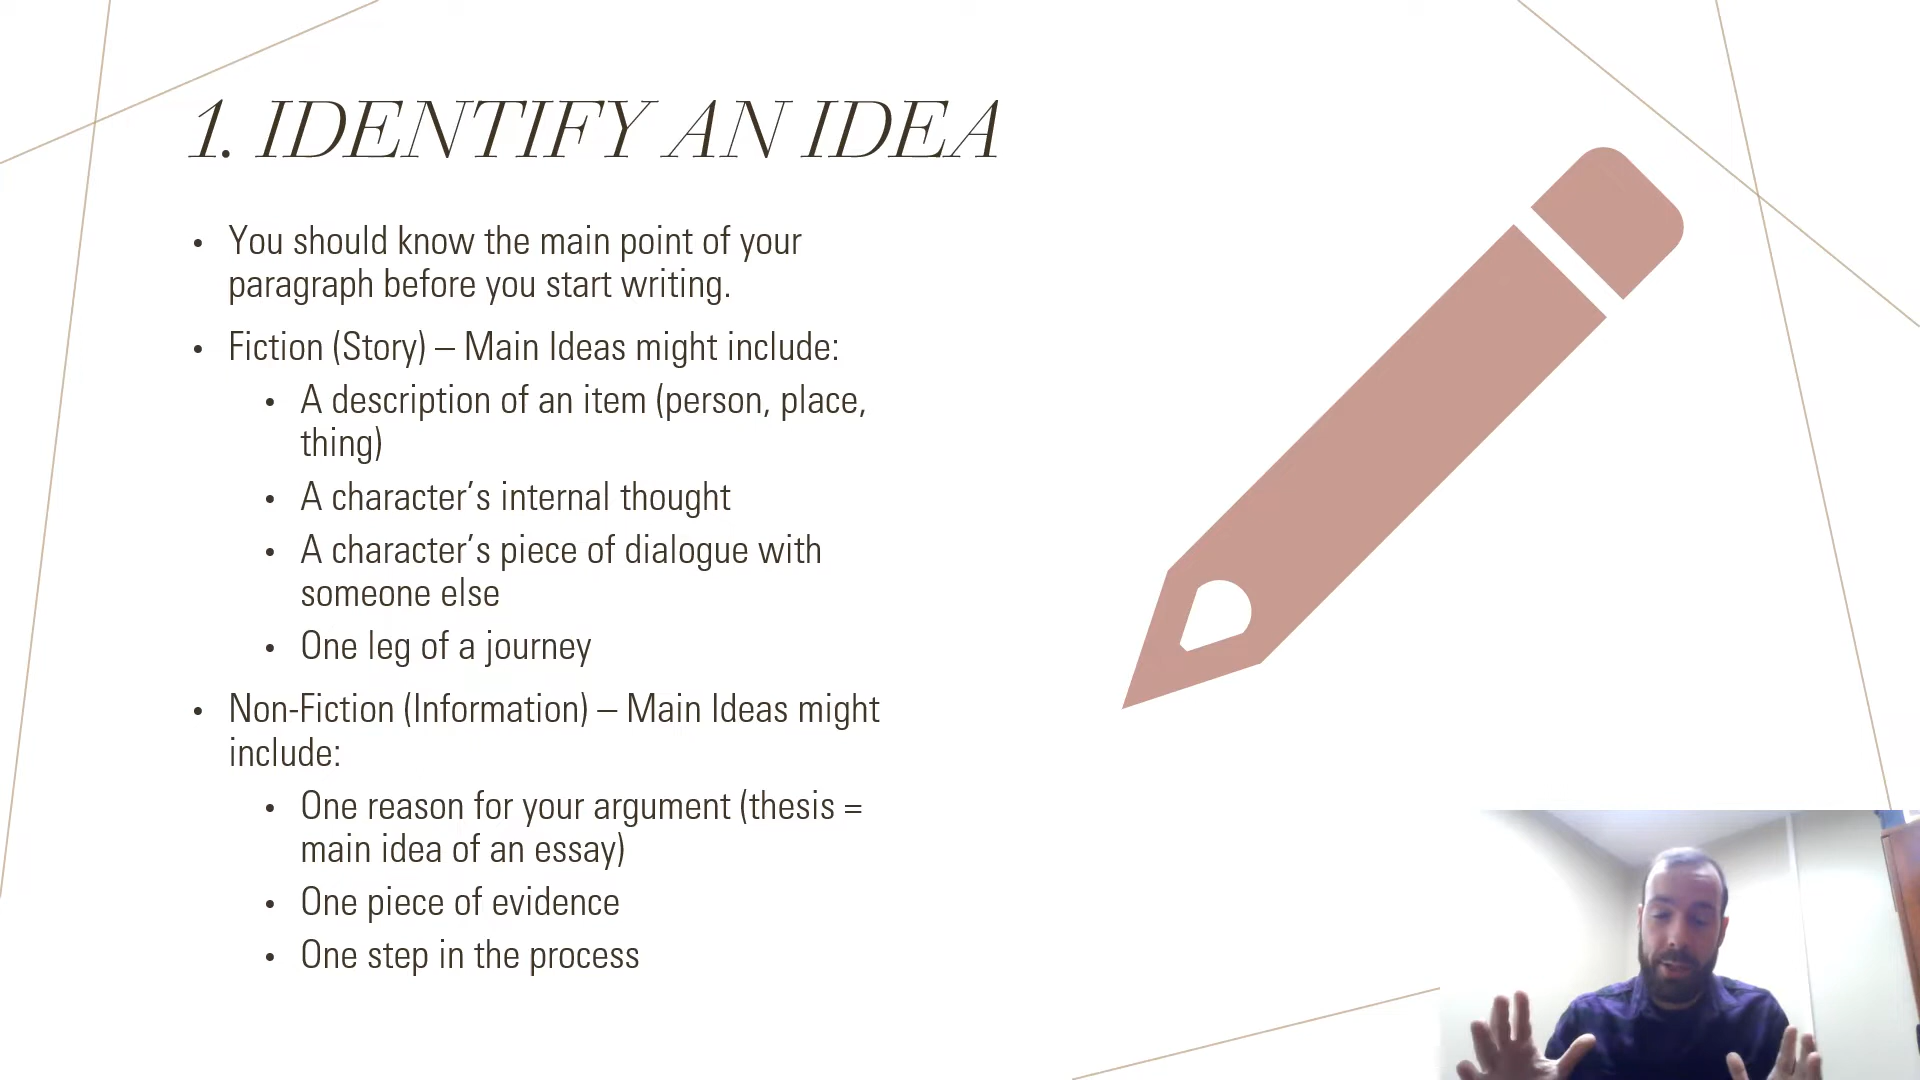 1. IDENTIFY AN IDEA
• You should know the main point of your
paragraph before you start writing.
• Fiction (Story) – Main Ideas might include:
• A description of an item (person, place,
thing)
• A character’s internal thought
• A character’s piece of dialogue with
someone else
• One leg of a journey
• Non-Fiction (Information) – Main Ideas might
include:
• One reason for your argument (thesis =
main idea of an essay)
• One piece of evidence
• One step in the process